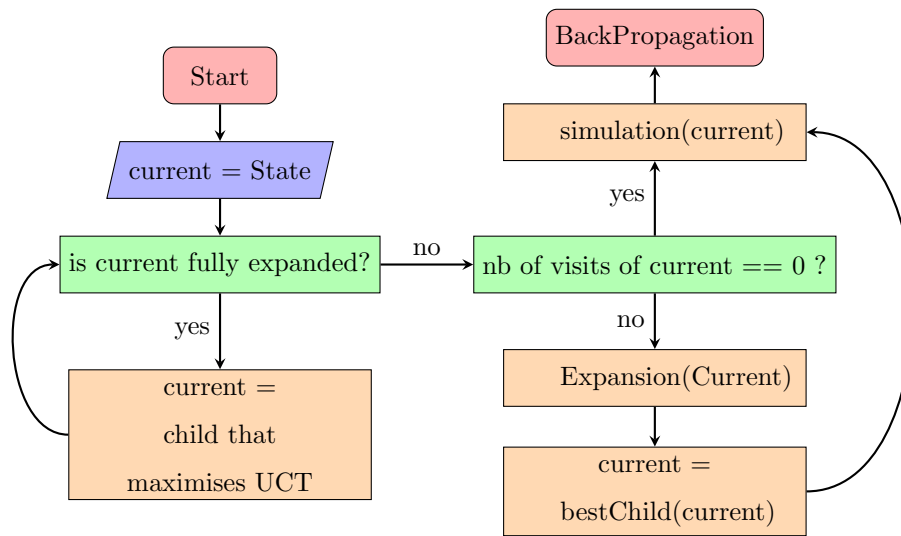 Start
current = State
is current fully expanded?
yes
current =
child that
maximises UCT
no
nb of visits of current == 0 ?
yes
simulation(current)
BackPropagation
no
Expansion(Current)
current =
bestChild(current)